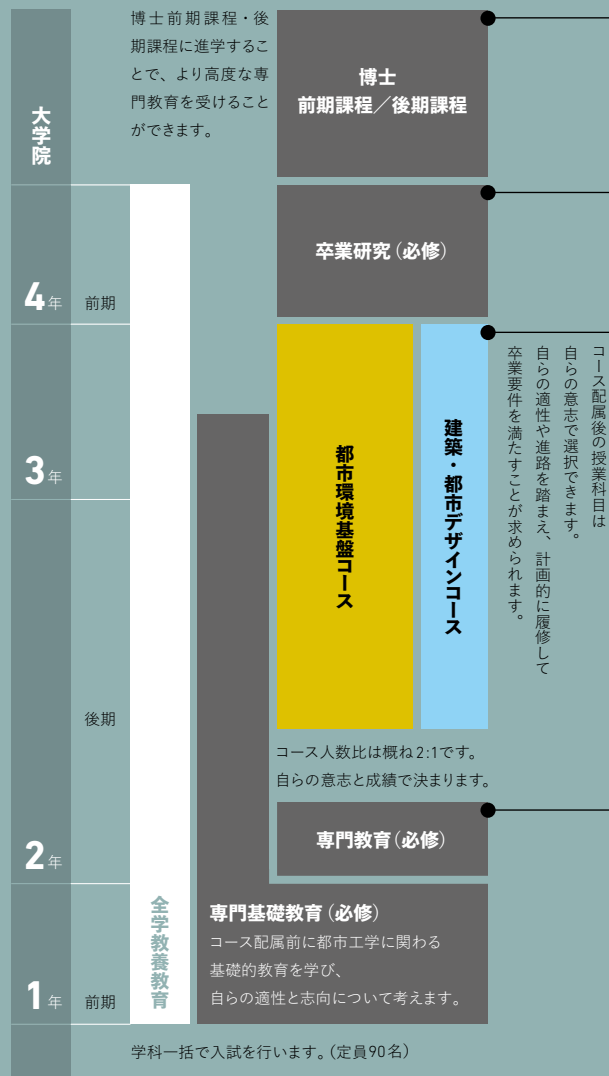 博士前期課程・後
期課程に進学するこ
とで、より高度な専
門教育を受けること
ができます。
博士
前期課程／後期課程
大学院
卒業研究（必修）
4年
前期
コース配属後の授業科目は
自らの意志で選択できます。
自らの適性や進路を踏まえ、計画的に履修して
卒業要件を満たすことが求められます。
3年
都市環境基盤コース
建築・都市デザインコース
後期
コース人数比は概ね2:1です。
自らの意志と成績で決まります。
専門教育（必修）
2年
全学教養教育
専門基礎教育（必修）
コース配属前に都市工学に関わる
基礎的教育を学び、
自らの適性と志向について考えます。
1年
前期
学科一括で入試を行います。（定員90名）